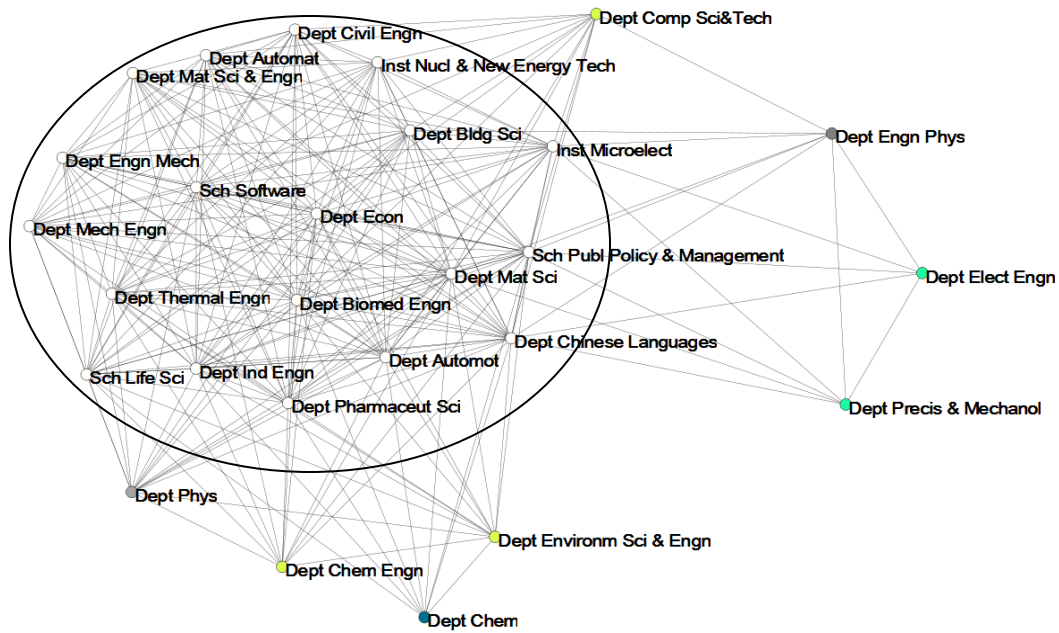 Dept Comp Sci&Tech
Dept Civil Engn
Dept Automat
Inst Nucl & New Energy Tech
Dept Mat Sci & Engn
Dept Bldg Sci
Dept Engn Phys
Inst Microelect
Dept Engn Mech
Sch Software
Dept Econ
Dept Mech Engn
Sch Publ Policy & Management
Dept Mat Sci
Dept Elect Engn
Dept Thermal Engn
Dept Biomed Engn
Dept Chinese Languages
Dept Automot
Dept Ind Engn
Sch Life Sci
Dept Pharmaceut Sci
Dept Precis & Mechanol
Dept Phys
Dept Environm Sci & Engn
Dept Chem Engn
Dept Chem